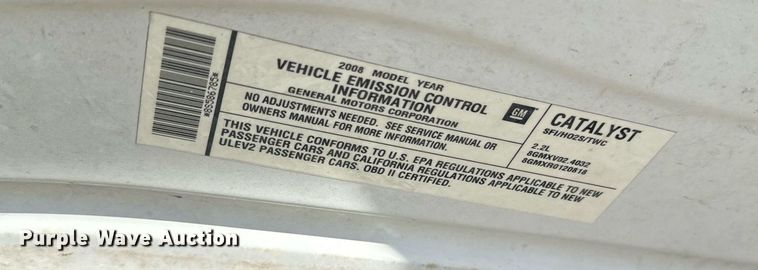 *8S586785*
2008 MODEL YEAR
VEHICLE EMISSION CONTROL
INFORMATION
GENERAL MOTORS CORPORATION
GM
NO ADJUSTMENTS NEEDED. SEE SERVICE MANUAL OR
OWNERS MANUAL FOR MORE INFORMATION.
THIS VEHICLE CONFORMS TO U.S. EPA REGULATIONS APPLICABLE TO NEW
PASSENGER CARS AND CALIFORNIA REGULATIONS APPLICABLE TO NEW
ULEV2 PASSENGER CARS. OBD II CERTIFIED.
CATALYST
SFI/HO2S/TWC
2.2L
8GMXV02.4032
8GMXR0120818
Purple Wave Auction